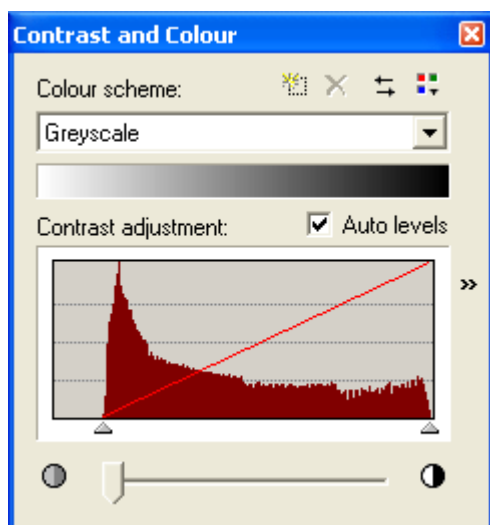 Contrast and Colour
Colour scheme:
Greyscale
Contrast adjustment:
Auto levels